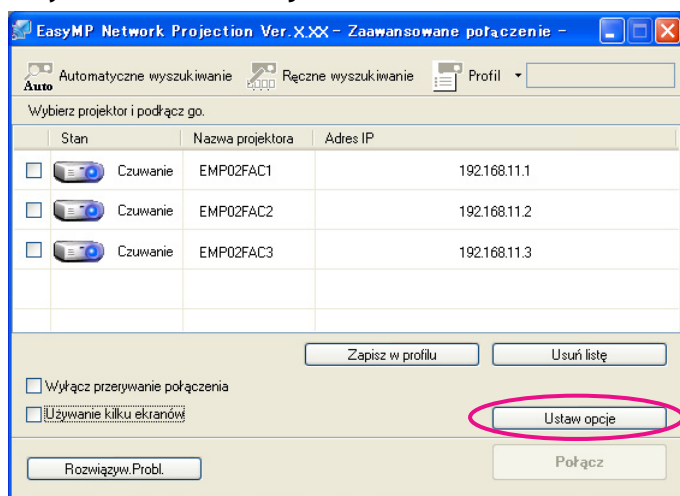 EasyMP Network Projection Ver.X.XX - Zaawansowane połączenie -
Auto Automatyczne wyszukiwanie Ręczne wyszukiwanie Profil
Wybierz projektor i podłącz go.
Stan Nazwa projektora Adres IP
Czuwanie EMP02FAC1 192.168.11.1
Czuwanie EMP02FAC2 192.168.11.2
Czuwanie EMP02FAC3 192.168.11.3
Zapisz w profilu Usuń listę
Wyłącz przerywanie połączenia
Używanie kilku ekranów Ustaw opcje
Rozwiązyw.Probl. Połącz